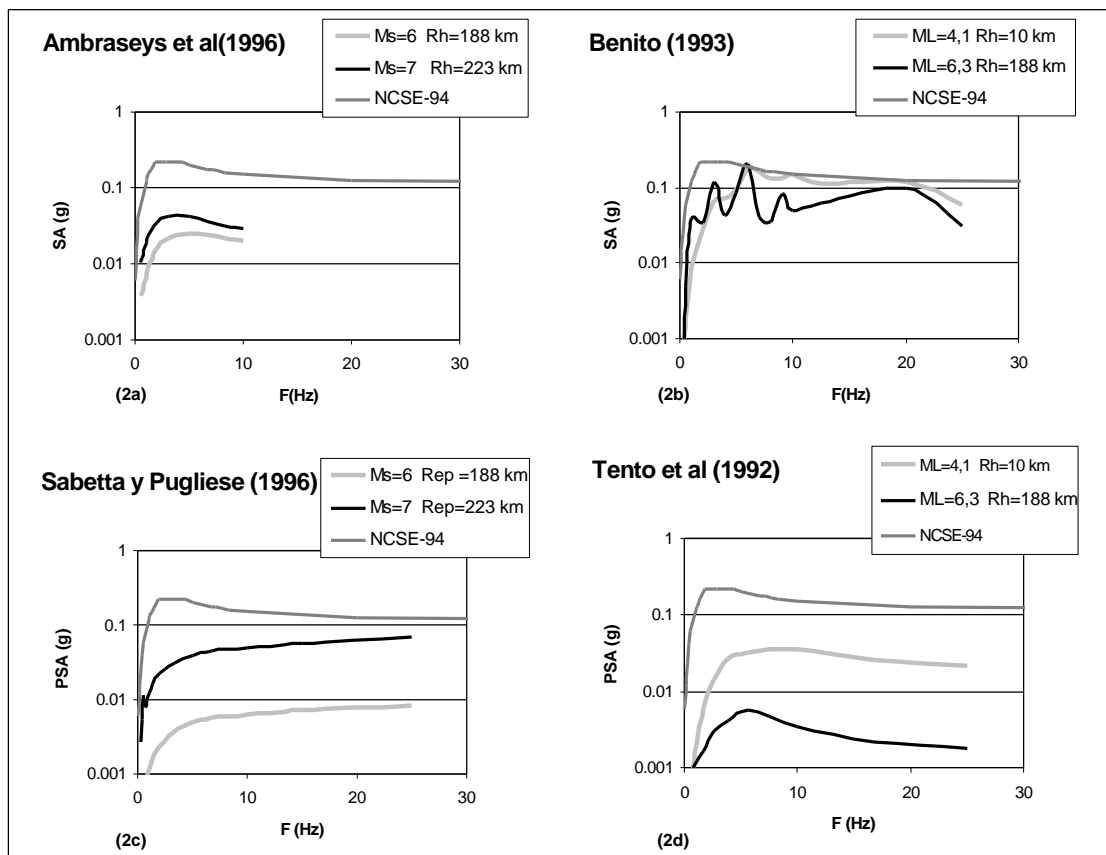 Ambraseys et al(1996)
Ms=6 Rh=188 km
Ms=7 Rh=223 km
NCSE-94
1
0.1
0.01
0.001
SA (g)
0 10 20 30
(2a)
F(Hz)
Benito (1993)
ML=4,1 Rh=10 km
ML=6,3 Rh=188 km
NCSE-94
1
0.1
0.01
0.001
SA (g)
0 10 20 30
(2b)
F(Hz)
Sabetta y Pugliese (1996)
Ms=6 Rep =188 km
Ms=7 Rep=223 km
NCSE-94
1
0.1
0.01
0.001
PSA (g)
0 10 20 30
(2c)
F (Hz)
Tento et al (1992)
ML=4,1 Rh=10 km
ML=6,3 Rh=188 km
NCSE-94
1
0.1
0.01
0.001
PSA (g)
0 10 20 30
(2d)
F (Hz)